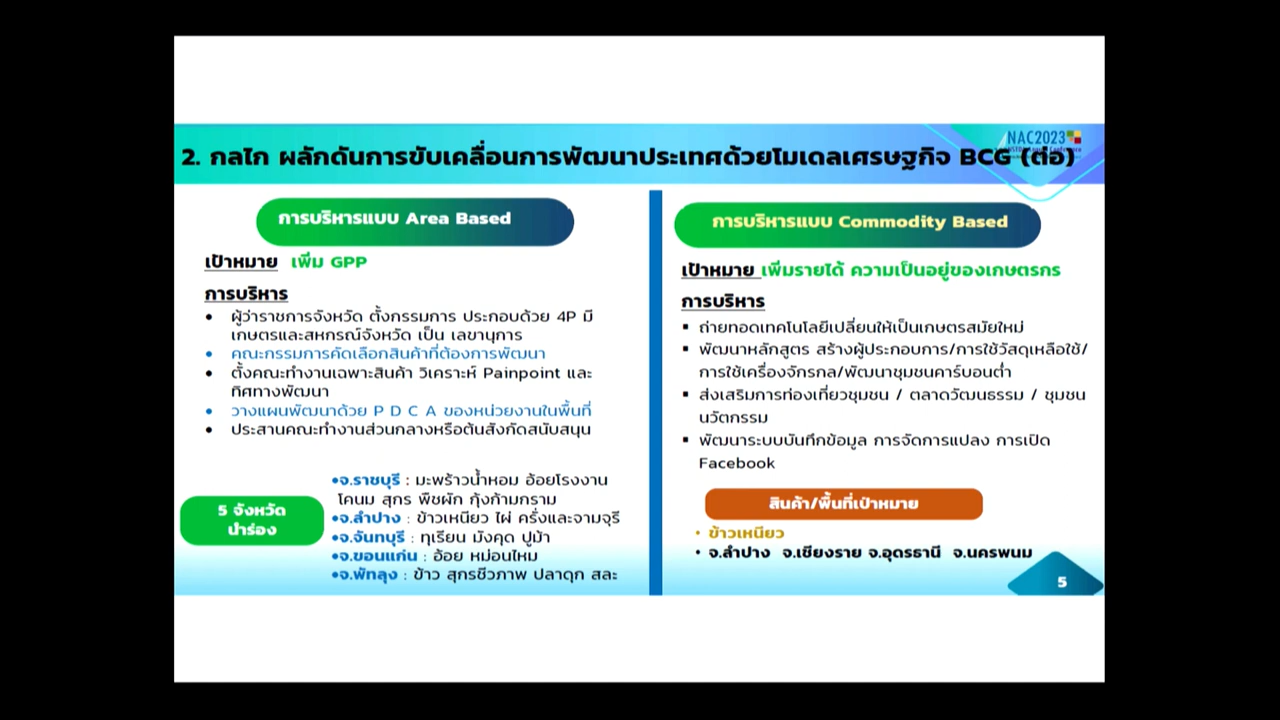 NAC2023
2. กลไก ผลักดันการขับเคลื่อนการพัฒนาประเทศด้วยโมเดลเศรษฐกิจ BCG (ต่อ)
การบริหารแบบ Area Based
เป้าหมาย เพิ่ม GPP
การบริหาร
• ผู้ว่าราชการจังหวัด ตั้งกรรมการ ประกอบด้วย 4P มี
เกษตรและสหกรณ์จังหวัด เป็น เลขานุการ
• คณะกรรมการคัดเลือกสินค้าที่ต้องการพัฒนา
• ตั้งคณะทำงานเฉพาะสินค้า วิเคราะห์ Painpoint และ
ทิศทางพัฒนา
• วางแผนพัฒนาด้วย P D C A ของหน่วยงานในพื้นที่
• ประสานคณะทำงานส่วนกลางหรือต้นสังกัดสนับสนุน
5 จังหวัด
นำร่อง
•จ.ราชบุรี : มะพร้าวน้ำหอม อ้อยโรงงาน
โคนม สุกร พืชผัก กุ้งก้ามกราม
•จ.ลำปาง : ข้าวเหนียว ไผ่ ครั่งและจามจุรี
•จ.จันทบุรี : ทุเรียน มังคุด ปูม้า
•จ.ขอนแก่น : อ้อย หม่อนไหม
•จ.พัทลุง : ข้าว สุกรชีวภาพ ปลาดุก สละ
การบริหารแบบ Commodity Based
เป้าหมาย เพิ่มรายได้ ความเป็นอยู่ของเกษตรกร
การบริหาร
▪ ถ่ายทอดเทคโนโลยีเปลี่ยนให้เป็นเกษตรสมัยใหม่
▪ พัฒนาหลักสูตร สร้างผู้ประกอบการ/การใช้วัสดุเหลือใช้/
การใช้เครื่องจักรกล/พัฒนาชุมชนคาร์บอนต่ำ
▪ ส่งเสริมการท่องเที่ยวชุมชน / ตลาดวัฒนธรรม / ชุมชน
นวัตกรรม
▪ พัฒนาระบบบันทึกข้อมูล การจัดการแปลง การเปิด
Facebook
สินค้า/พื้นที่เป้าหมาย
• ข้าวเหนียว
• จ.ลำปาง จ.เชียงราย จ.อุดรธานี จ.นครพนม
5